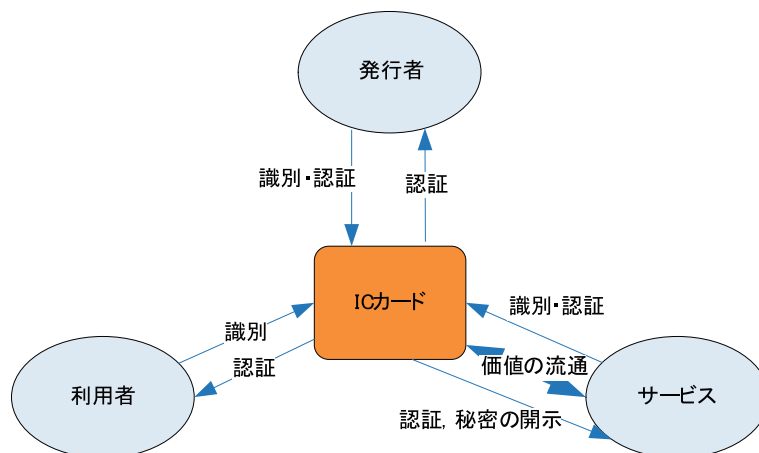 発行者
識別・認証
認証
ICカード
識別
認証
利用者
識別・認証
価値の流通
認証, 秘密の開示
サービス